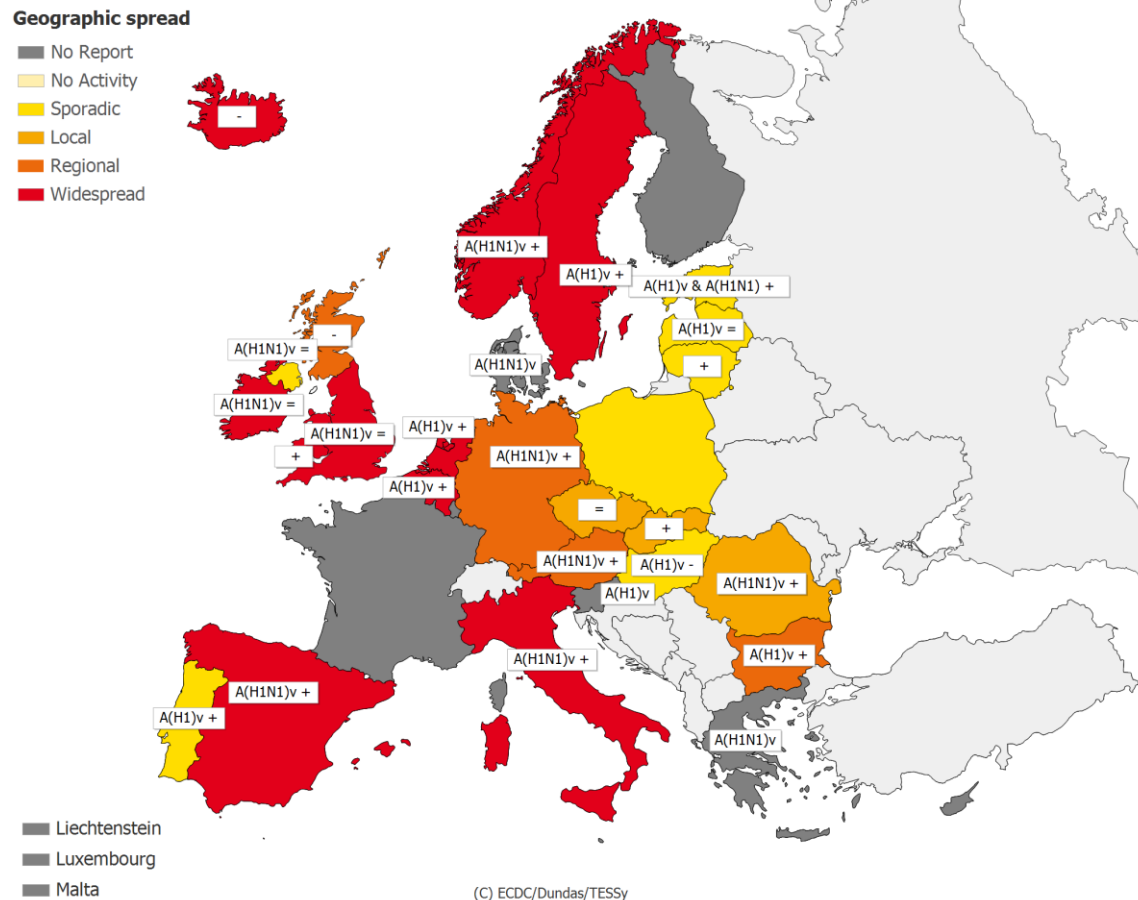 Geographic spread
No Report
No Activity
Sporadic
Local
Regional
Widespread
-
A(H1N1)v +
A(H1)v +
A(H1)v & A(H1N1) +
A(H1)v =
-
A(H1N1)v =
A(H1N1)v
+
A(H1N1)v =
A(H1)v +
A(H1N1)v =
+
A(H1N1)v +
A(H1)v +
=
+
A(H1N1)v +
A(H1)v -
A(H1)v
A(H1N1)v +
A(H1N1)v +
A(H1)v +
A(H1N1)v +
A(H1)v +
A(H1N1)v
Liechtenstein
Luxembourg
Malta
(C) ECDC/Dundas/TESSy